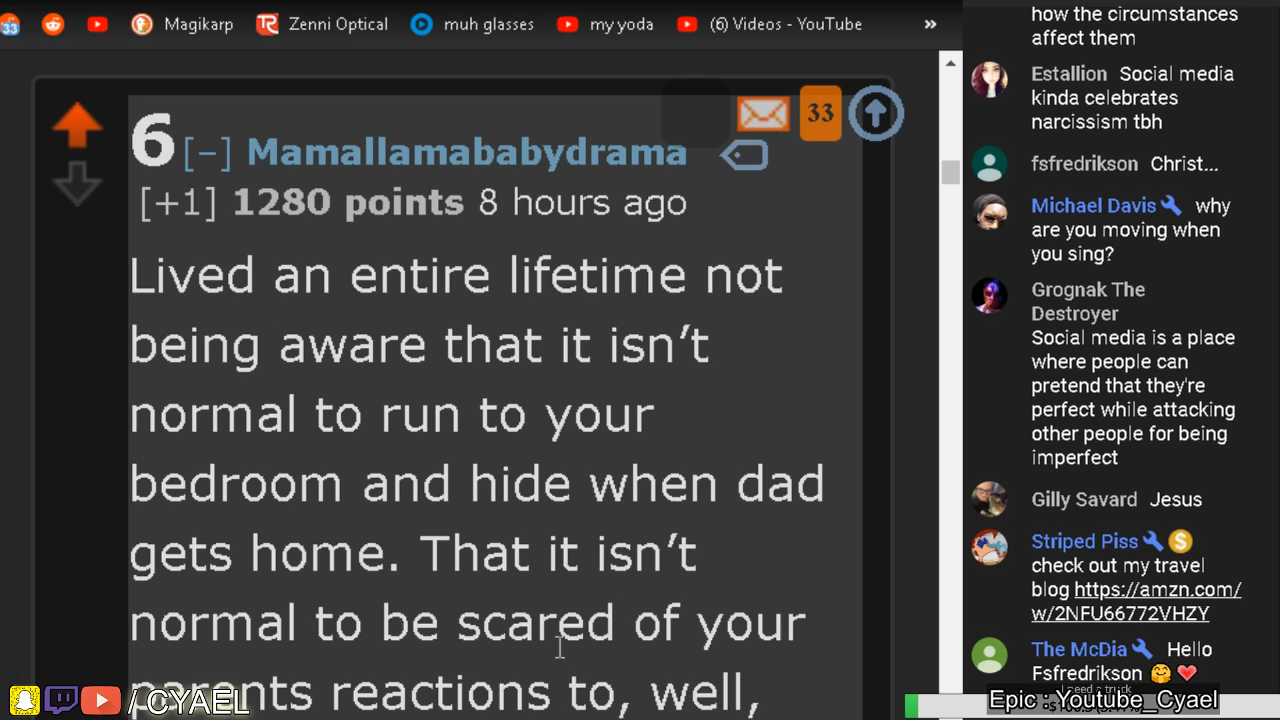 33
Magikarp
Zenni Optical
muh glasses
my yoda
(6) Videos - YouTube
»
33
6 [–] Mamallamababydrama
[+1] 1280 points 8 hours ago
Lived an entire lifetime not
being aware that it isn’t
normal to run to your
bedroom and hide when dad
gets home. That it isn’t
normal to be scared of your
parents reactions to, well,
/CYAEL
how the circumstances
affect them
Estallion Social media
kinda celebrates
narcissism tbh
fsfredrikson Christ...
Michael Davis why
are you moving when
you sing?
Grognak The
Destroyer
Social media is a place
where people can
pretend that they're
perfect while attacking
other people for being
imperfect
Gilly Savard Jesus
Striped Piss
check out my travel
blog https://amzn.com/
w/2NFU66772VHZY
The McDia Hello
Fsfredrikson 🤗 ❤️
Epic : Youtube_Cyael